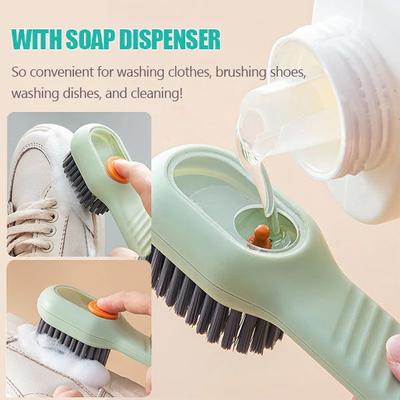 WITH SOAP DISPENSER
So convenient for washing clothes, brushing shoes,
washing dishes, and cleaning!